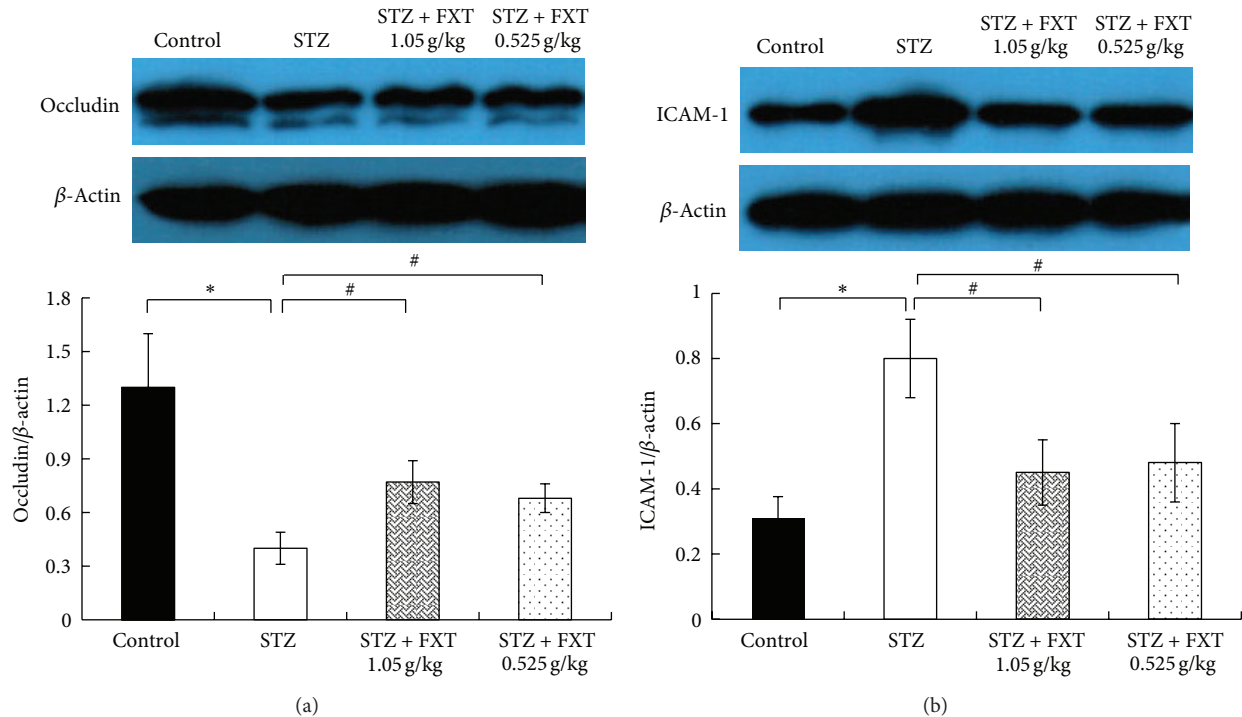 Control
STZ
STZ + FXT
1.05 g/kg
STZ + FXT
0.525 g/kg
Occludin
β-Actin
#
*
#
1.8
1.5
1.2
0.9
0.6
0.3
0
Occludin/β-actin
Control
STZ
STZ + FXT
1.05 g/kg
STZ + FXT
0.525 g/kg
(a)
Control
STZ
STZ + FXT
1.05 g/kg
STZ + FXT
0.525 g/kg
ICAM-1
β-Actin
#
*
#
1
0.8
0.6
0.4
0.2
0
ICAM-1/β-actin
Control
STZ
STZ + FXT
1.05 g/kg
STZ + FXT
0.525 g/kg
(b)